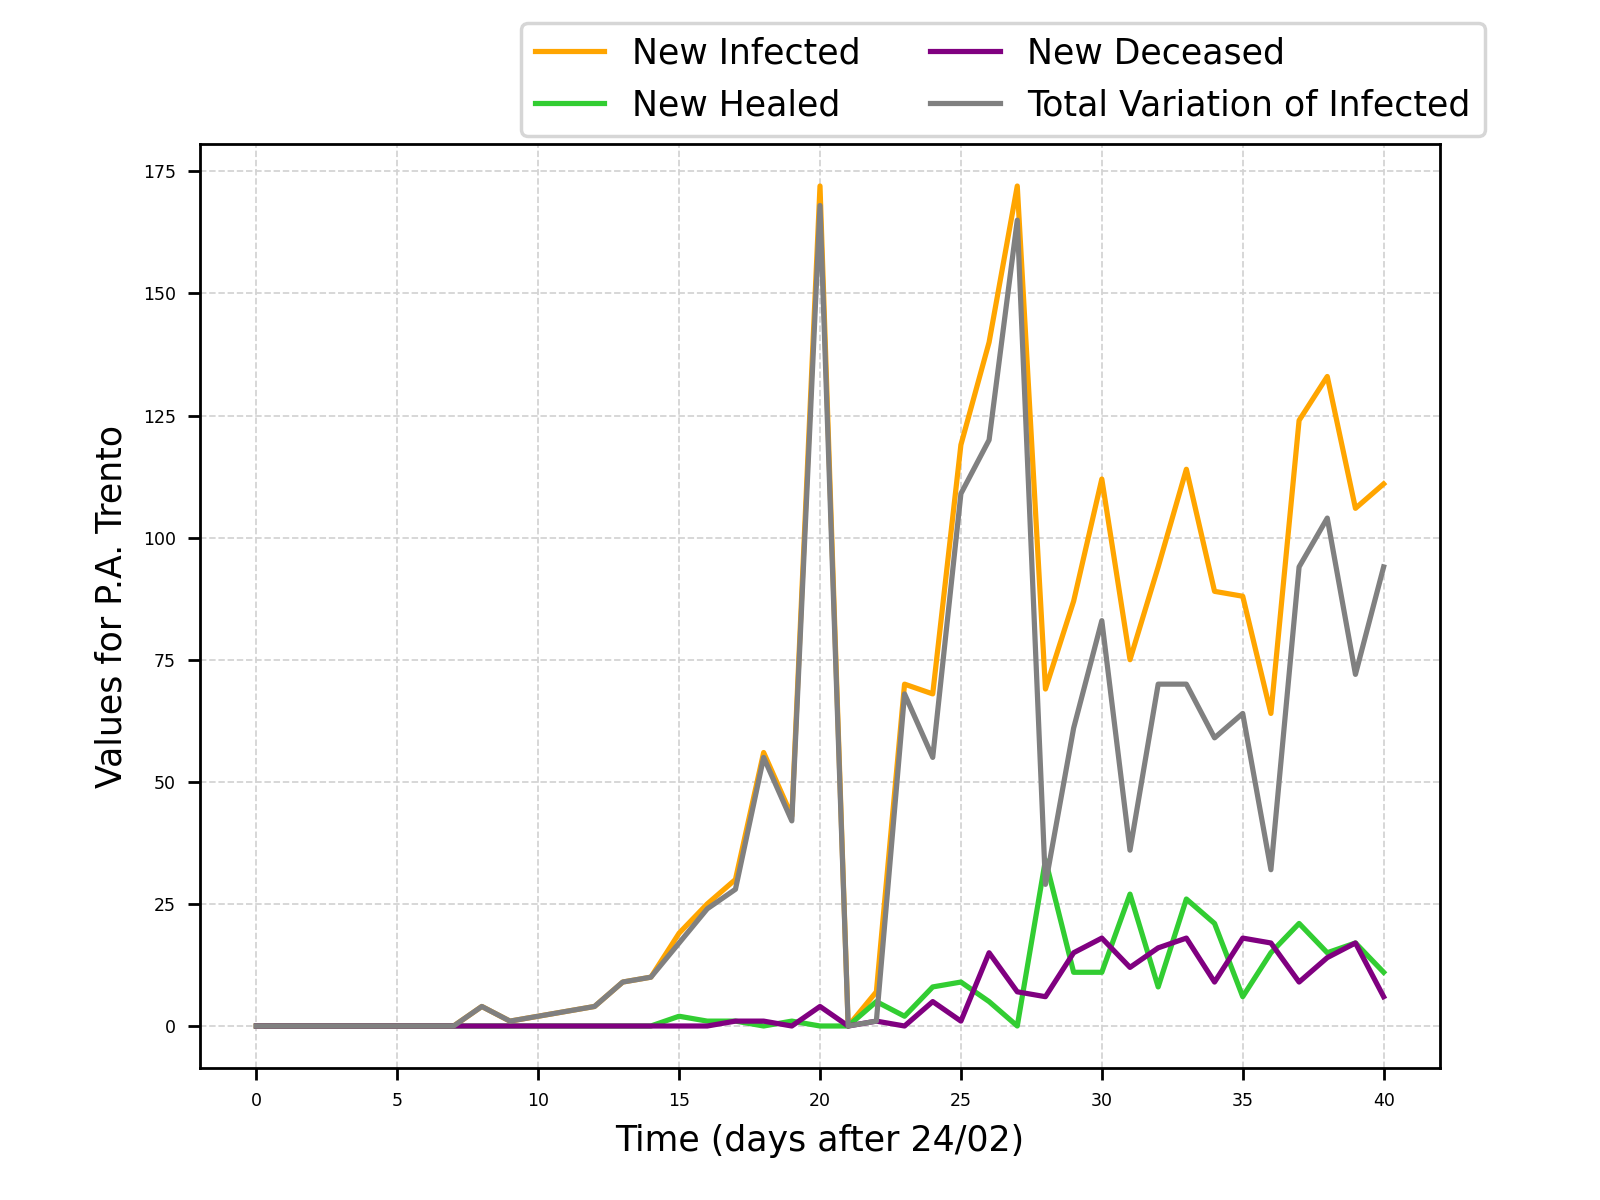 New Infected
New Healed
New Deceased
Total Variation of Infected
175
150
125
100
75
50
25
0
Values for P.A. Trento
0 5 10 15 20 25 30 35 40
Time (days after 24/02)